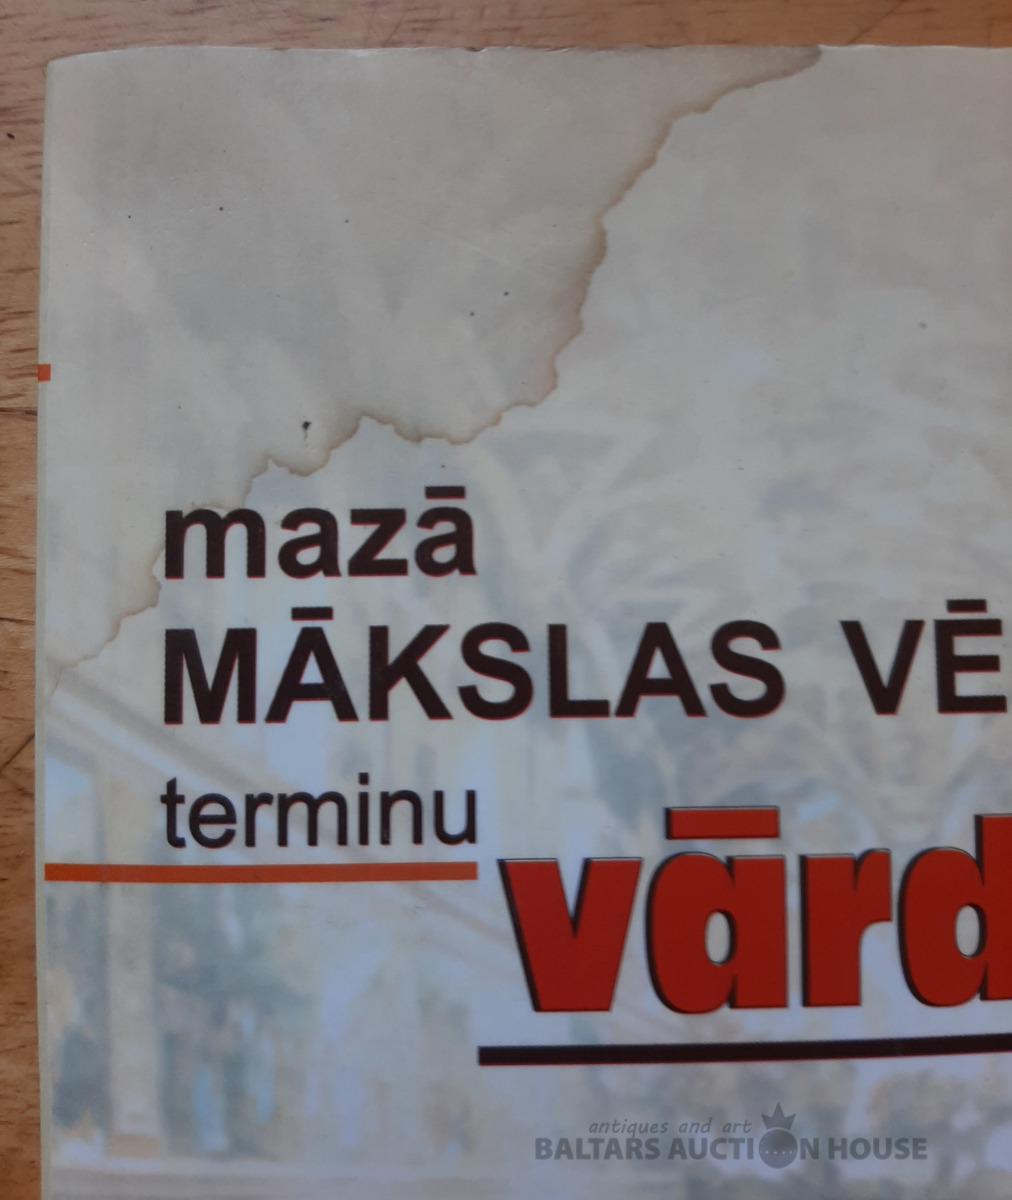 mazā
MĀKSLAS VĒ
terminu
vārd
antiques and art
BALTARS AUCTION HOUSE